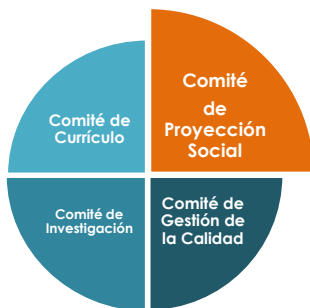 Comité de
Currículo
Comité
de
Proyección
Social
Comité de
Investigación
Comité de
Gestión de
la Calidad